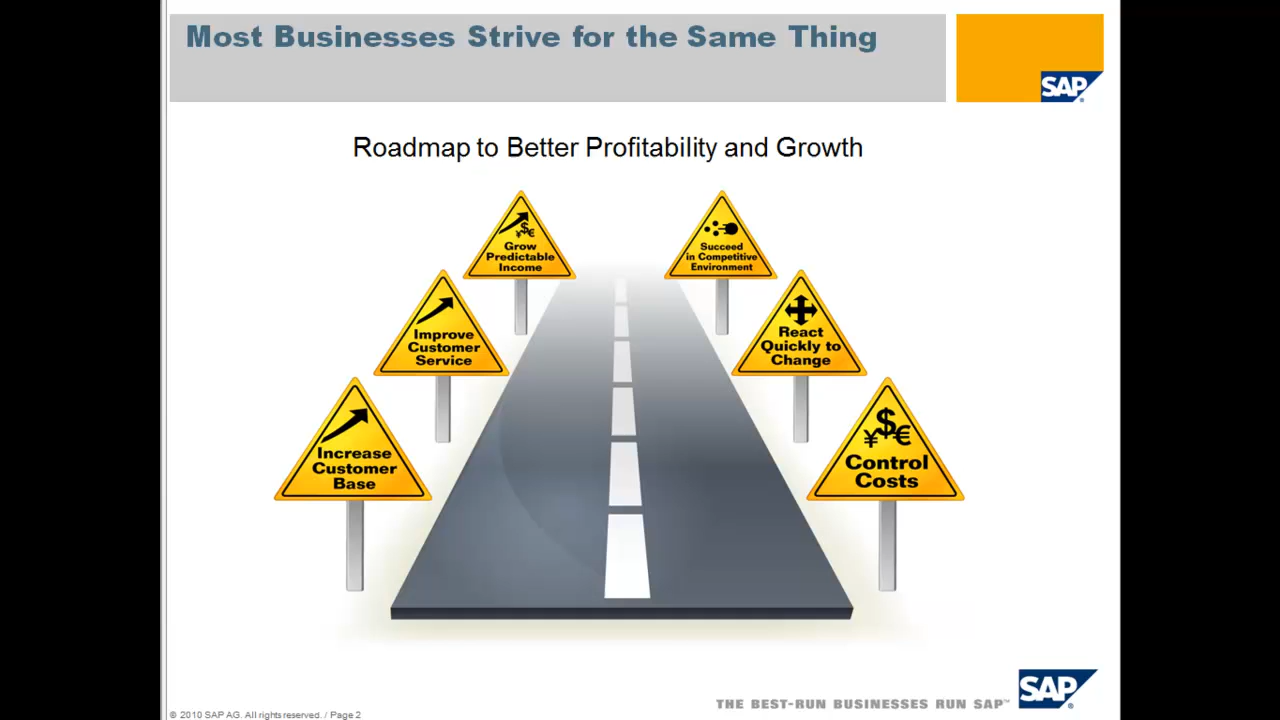 Most Businesses Strive for the Same Thing
SAP
Roadmap to Better Profitability and Growth
¥$€
Grow
Predictable
Income
Succeed
in Competitive
Environment
Improve
Customer
Service
React
Quickly to
Change
Increase
Customer
Base
¥$€
Control
Costs
© 2010 SAP AG. All rights reserved. / Page 2
THE BEST-RUN BUSINESSES RUN SAP™
SAP